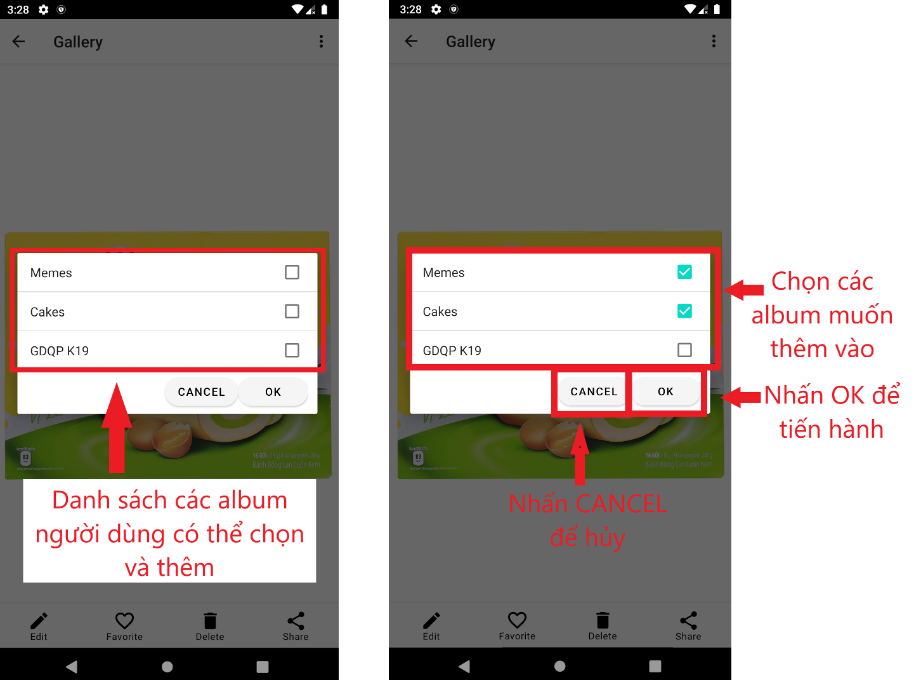 3:28
Gallery
Memes
Cakes
GDQP K19
CANCEL
OK
Danh sách các album
người dùng có thể chọn
và thêm
Edit
Favorite
Delete
Share
3:28
Gallery
Memes
Cakes
GDQP K19
CANCEL
OK
Chọn các
album muốn
thêm vào
Nhấn OK để
tiến hành
Nhấn CANCEL
để hủy
Edit
Favorite
Delete
Share